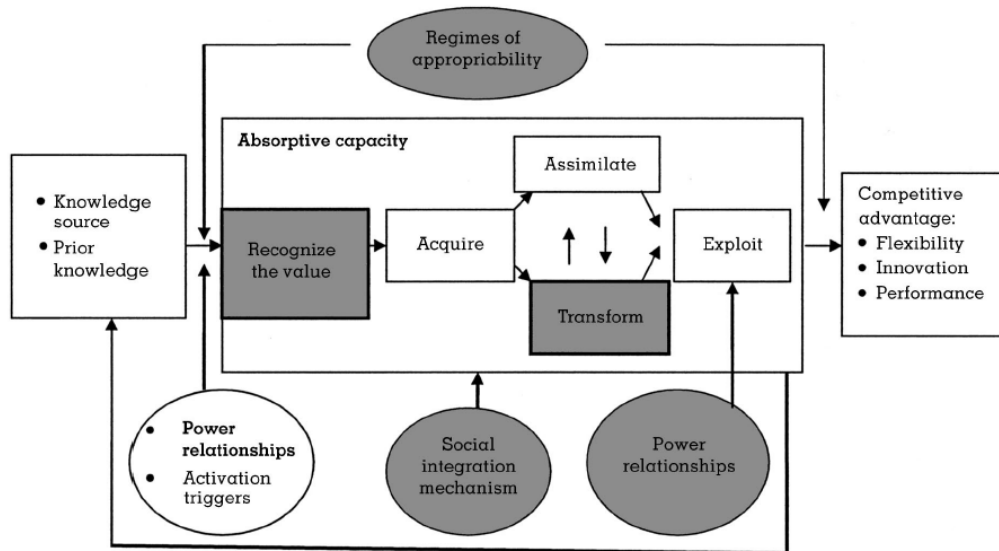 Regimes of
appropriability
Absorptive capacity
Assimilate
• Knowledge
source
• Prior
knowledge
Recognize
the value
Acquire
Exploit
Transform
Competitive
advantage:
• Flexibility
• Innovation
• Performance
• Power
relationships
• Activation
triggers
Social
integration
mechanism
Power
relationships